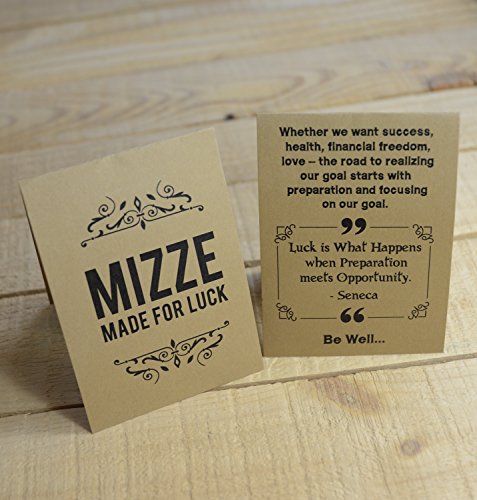 MIZZE
MADE FOR LUCK
Whether we want success,
health, financial freedom,
love – the road to realizing
our goal starts with
preparation and focusing
on our goal.
”
Luck is What Happens
when Preparation
meets Opportunity.
- Seneca
“
Be Well...